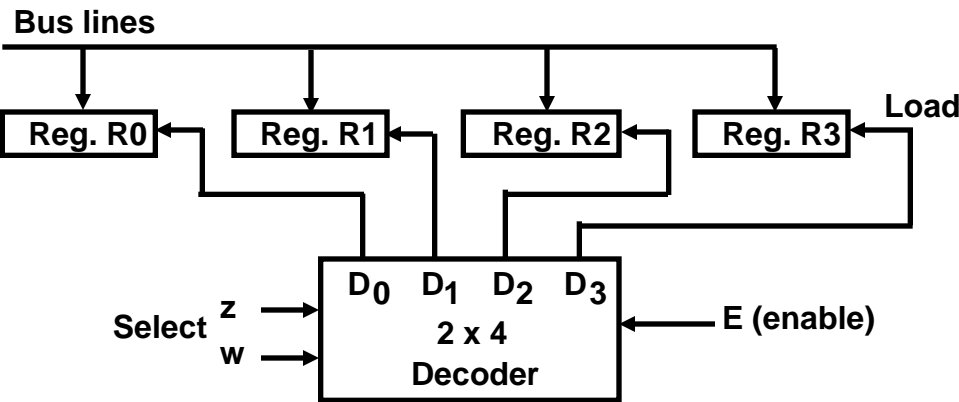 Bus lines
Reg. R0 Reg. R1 Reg. R2 Reg. R3 Load
D0 D1 D2 D3
Select z
w
2 x 4
Decoder
E (enable)